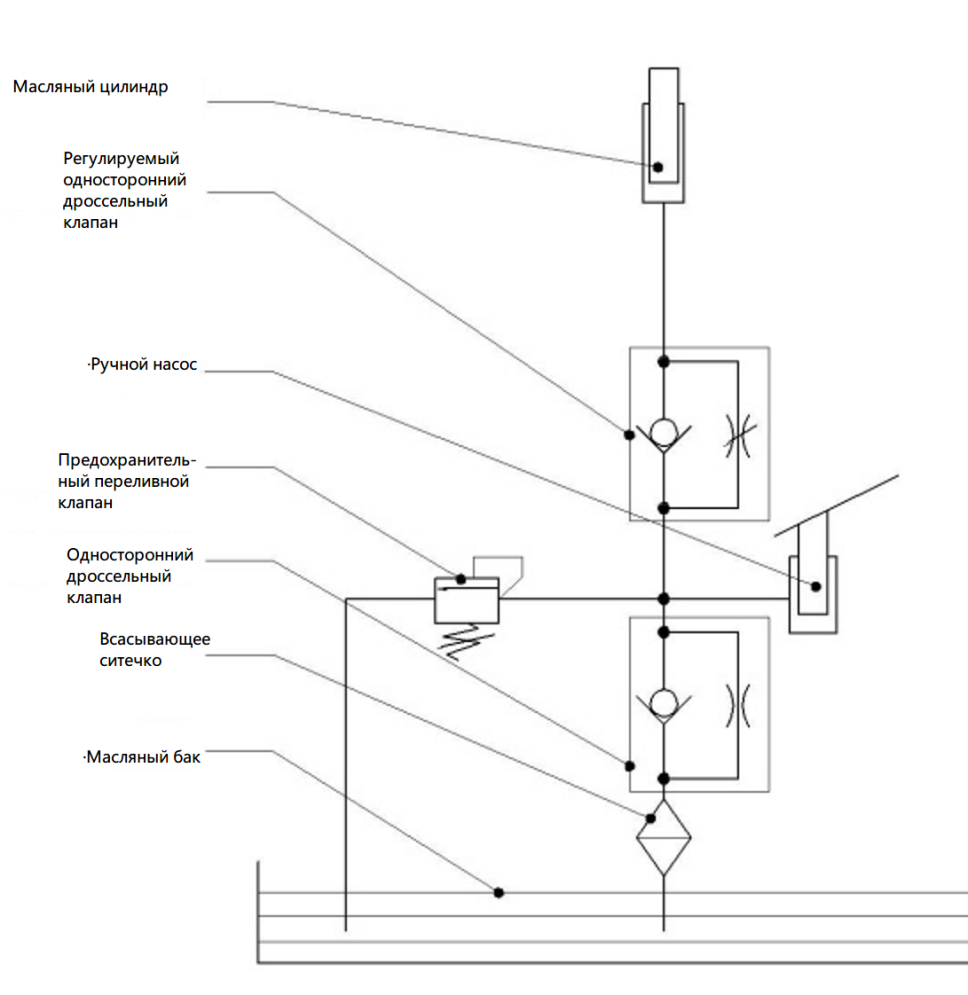 Масляный цилиндр
Регулируемый
односторонний
дроссельный
клапан
·Ручной насос
Предохранитель-
ный переливной
клапан
Односторонний
дроссельный
клапан
Всасывающее
ситечко
·Масляный бак